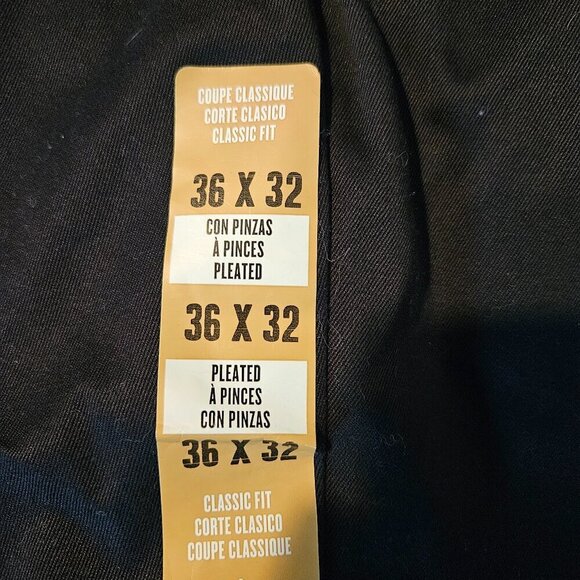 COUPE CLASSIQUE
CORTE CLASICO
CLASSIC FIT
36 X 32
CON PINZAS
À PINCES
PLEATED
36 X 32
PLEATED
À PINCES
CON PINZAS
36 X 32
CLASSIC FIT
CORTE CLASICO
COUPE CLASSIQUE